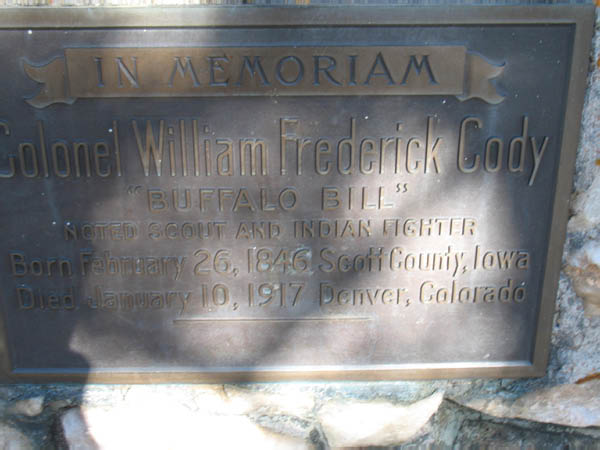 IN MEMORIAM
Colonel William Frederick Cody
"BUFFALO BILL"
NOTED SCOUT AND INDIAN FIGHTER
Born February 26, 1846 Scott County, Iowa
Died January 10, 1917 Denver, Colorado